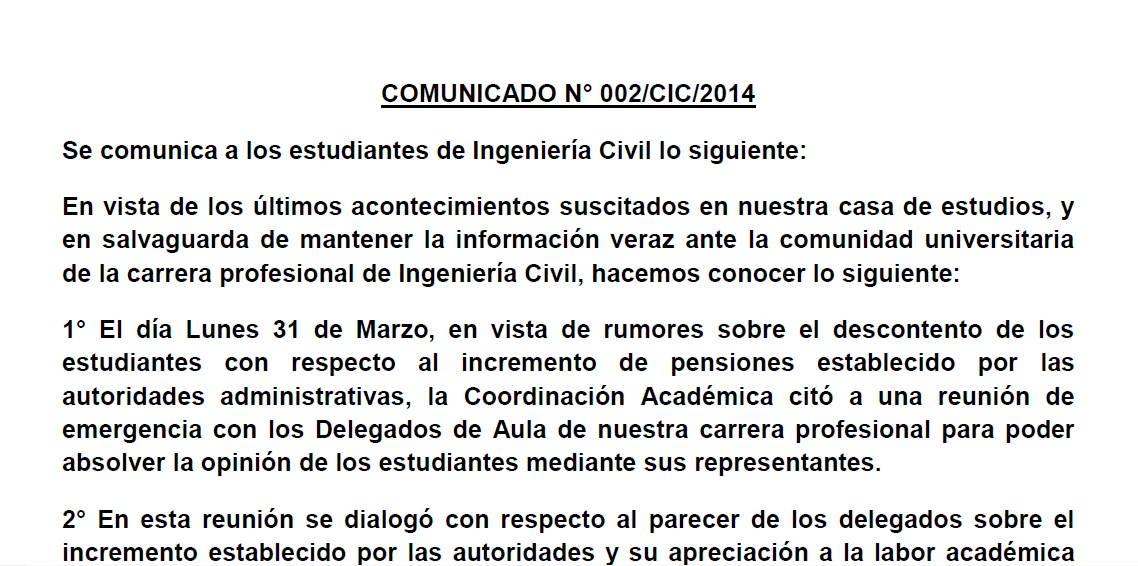 COMUNICADO N° 002/CIC/2014
Se comunica a los estudiantes de Ingeniería Civil lo siguiente:
En vista de los últimos acontecimientos suscitados en nuestra casa de estudios, y
en salvaguarda de mantener la información veraz ante la comunidad universitaria
de la carrera profesional de Ingeniería Civil, hacemos conocer lo siguiente:
1° El día Lunes 31 de Marzo, en vista de rumores sobre el descontento de los
estudiantes con respecto al incremento de pensiones establecido por las
autoridades administrativas, la Coordinación Académica citó a una reunión de
emergencia con los Delegados de Aula de nuestra carrera profesional para poder
absolver la opinión de los estudiantes mediante sus representantes.
2° En esta reunión se dialogó con respecto al parecer de los delegados sobre el
incremento establecido por las autoridades y su apreciación a la labor académica